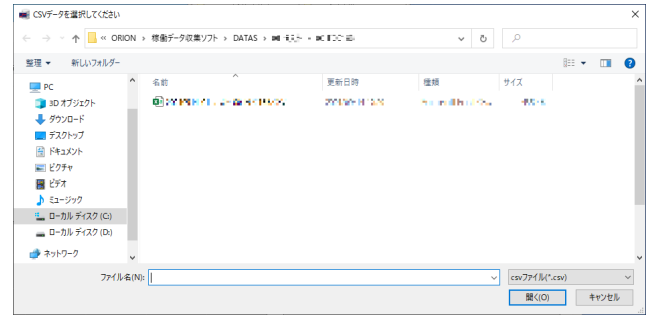 CSVデータを選択してください
« ORION › 稼働データ収集ソフト › DATAS ›
整理 新しいフォルダー
名前 更新日時 種類 サイズ
PC
3D オブジェクト
ダウンロード
デスクトップ
ドキュメント
ピクチャ
ビデオ
ミュージック
ローカル ディスク (C:)
ローカル ディスク (D:)
ネットワーク
ファイル名(N): csvファイル(*.csv)
開く(O) キャンセル